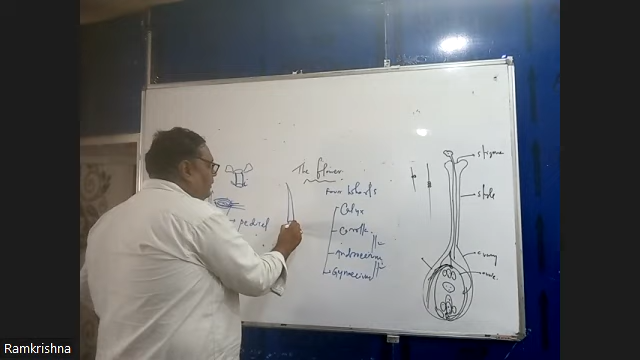 The flower
Four whorls
Calyx
Corolla
Androecium
Gynoecium
pedicel
stigma
style
ovary
Ramkrishna